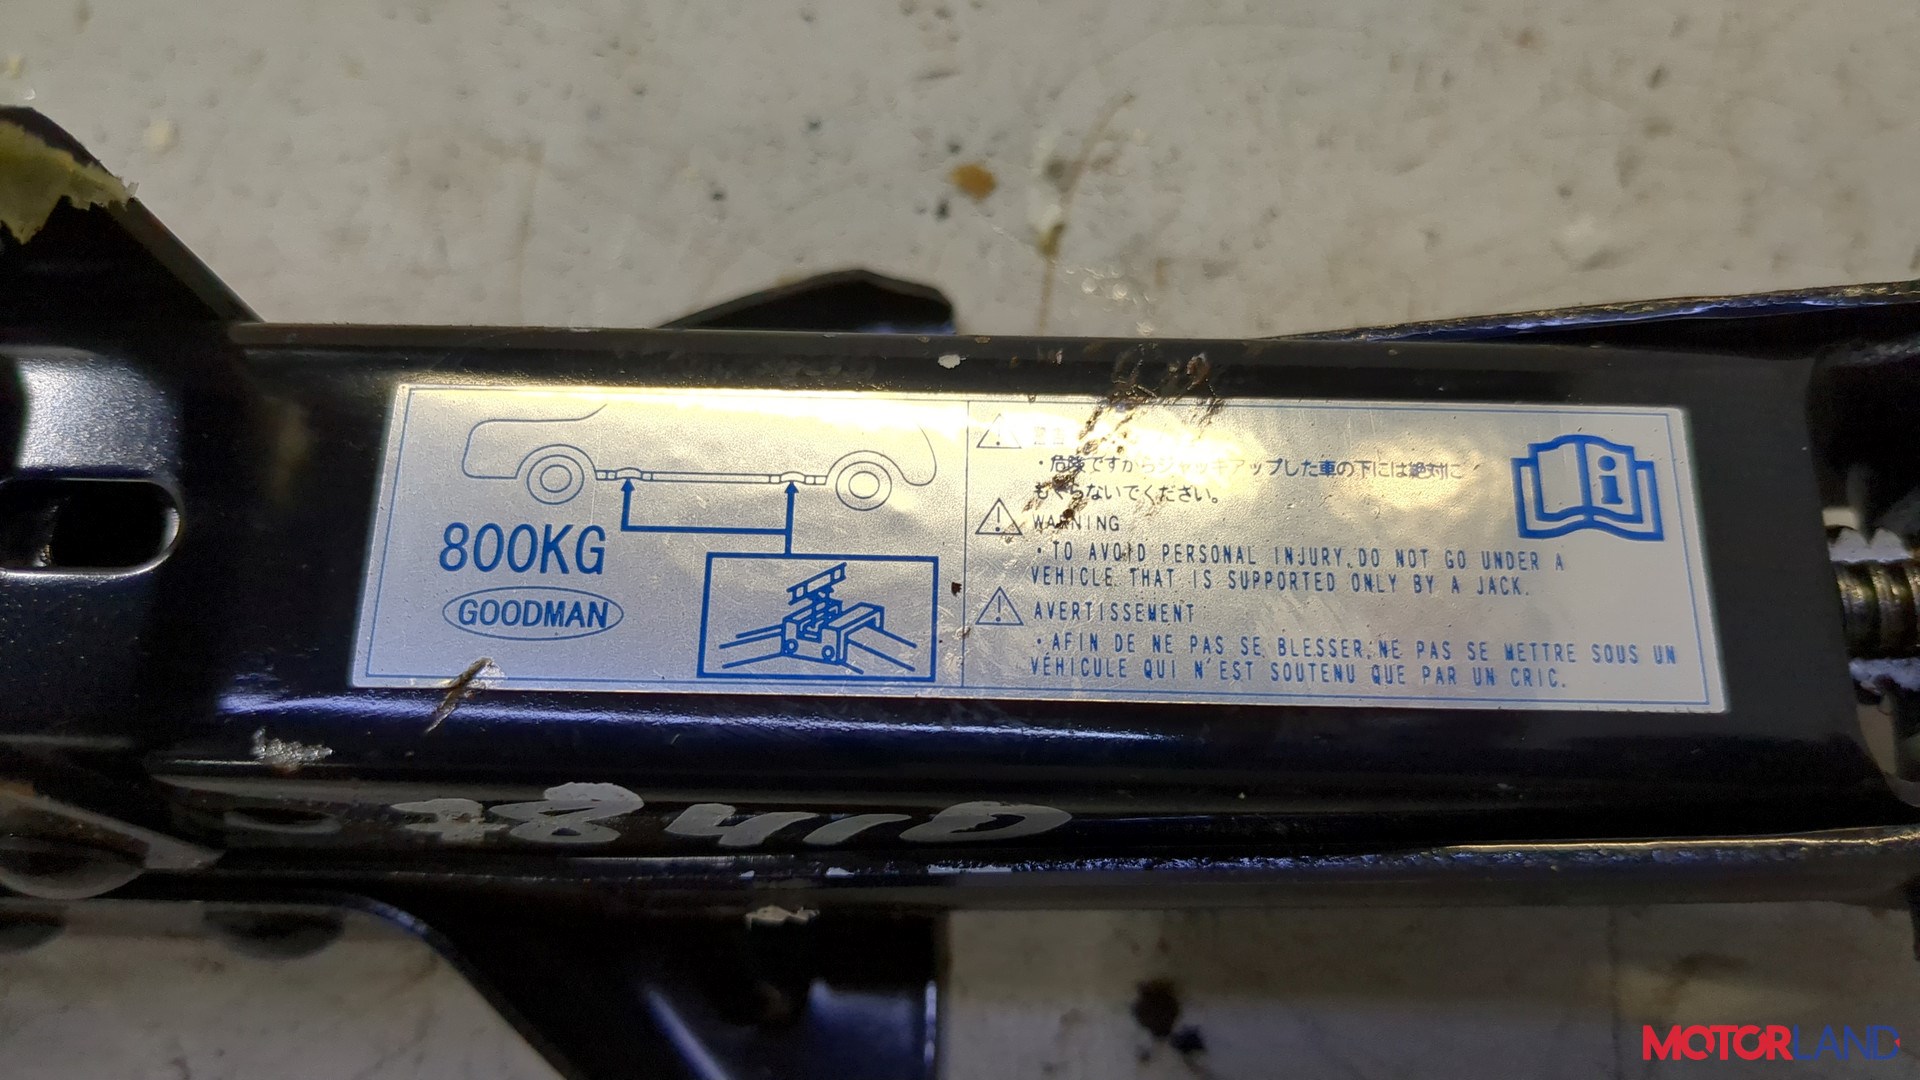 800KG
GOODMAN
・危険ですからジャッキアップした車の下には絶対に
もぐらないでください。
WARNING
・TO AVOID PERSONAL INJURY,DO NOT GO UNDER A
VEHICLE THAT IS SUPPORTED ONLY BY A JACK.
AVERTISSEMENT
・AFIN DE NE PAS SE BLESSER,NE PAS SE METTRE SOUS UN
VÉHICULE QUI N'EST SOUTENU QUE PAR UN CRIC.
MOTORLAND